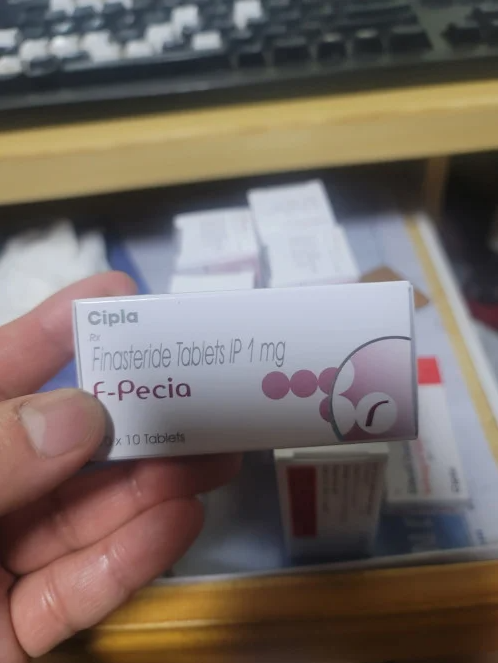 Cipla
Rx
Finasteride Tablets IP 1 mg
F-Pecia
x 10 Tablets